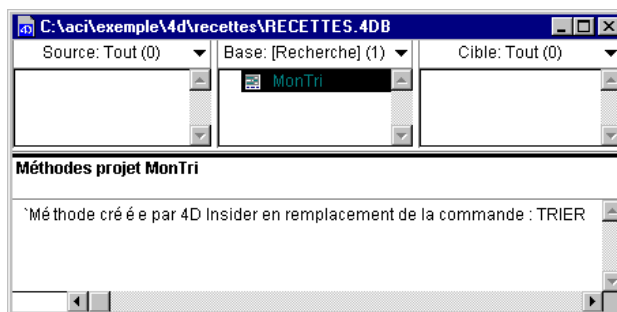 C:\aci\exemple\4d\recettes\RECETTES.4DB
Source: Tout (0) Base: [Recherche] (1) Cible: Tout (0)
MonTri
Méthodes projet MonTri
`Méthode créée par 4D Insider en remplacement de la commande : TRIER